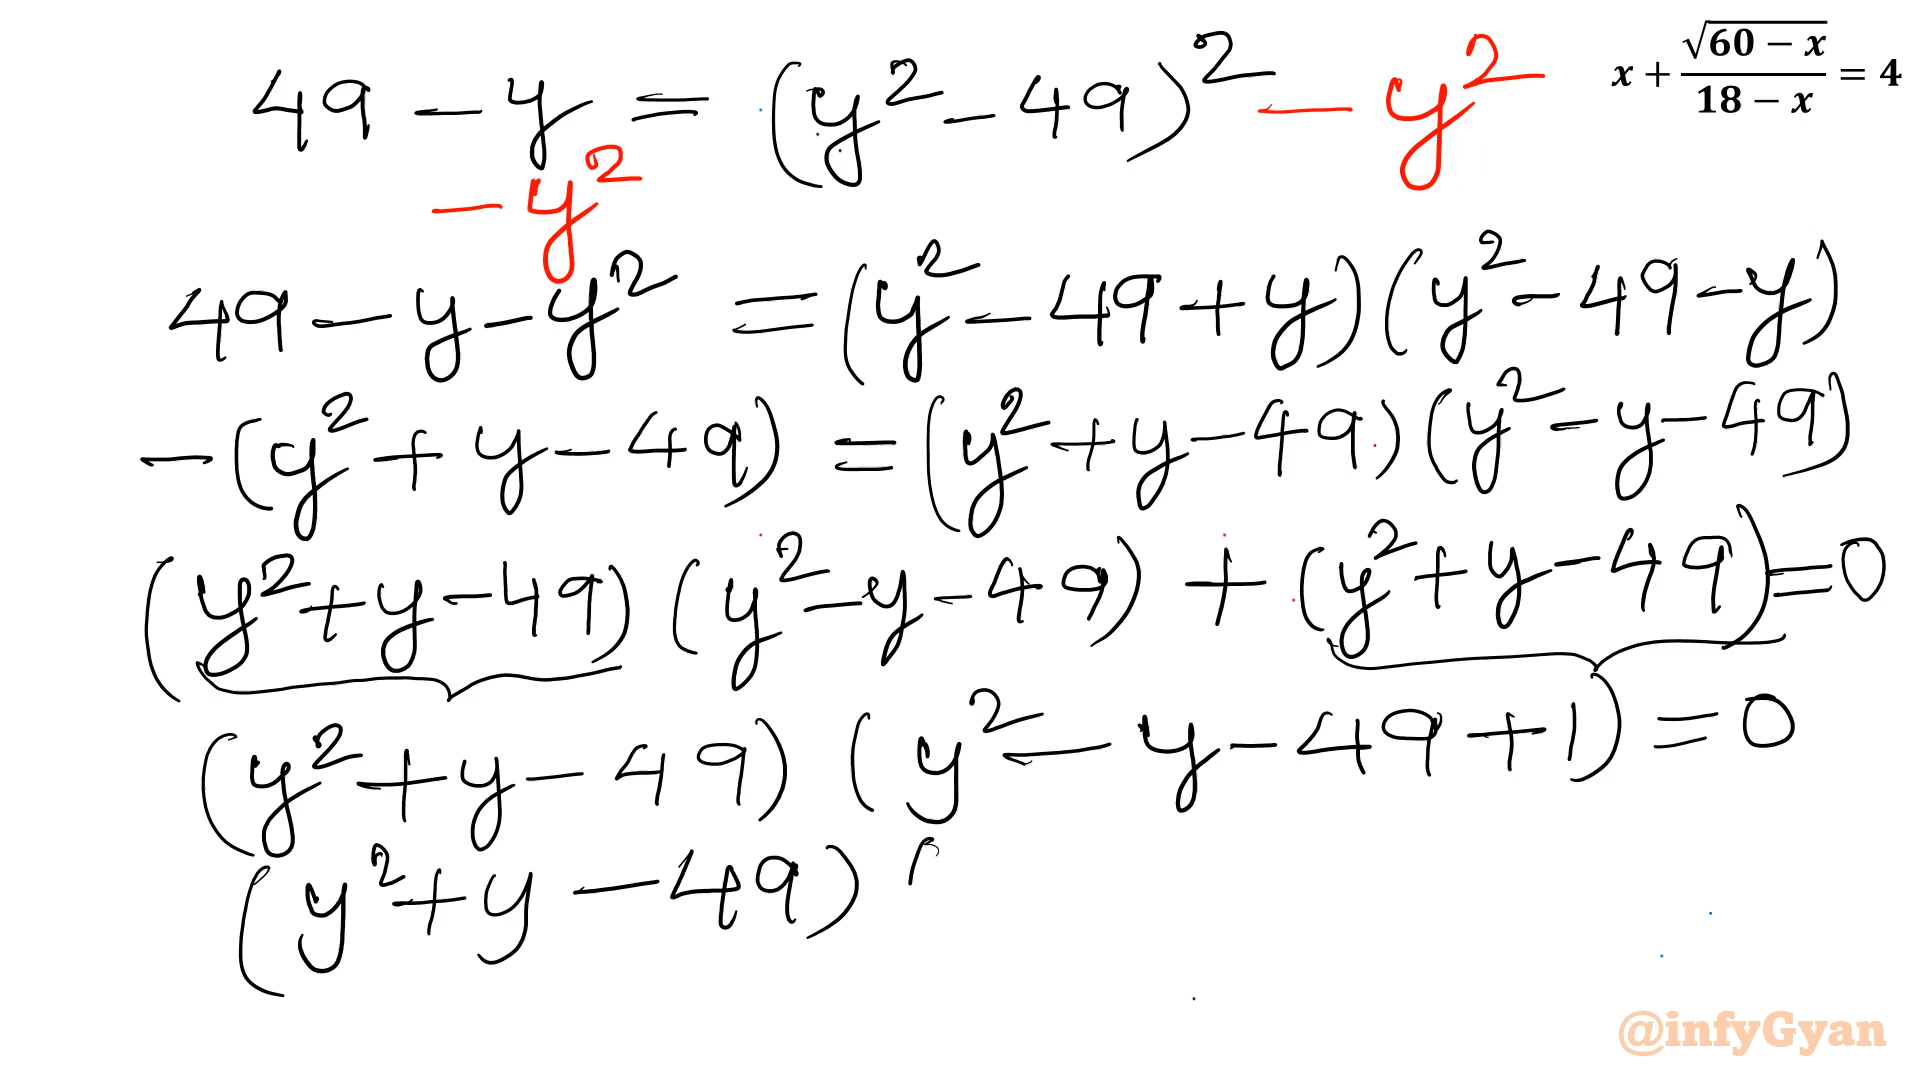 x + √(60 − x) / (18 − x) = 4
49 − y = (y² − 49)² − y²
− y²
49 − y − y² = (y² − 49 + y)(y² − 49 − y)
−(y² + y − 49) = (y² + y − 49)(y² − y − 49)
(y² + y − 49)(y² − y − 49) + (y² + y − 49) = 0
(y² + y − 49)(y² − y − 49 + 1) = 0
(y² + y − 49)(
@infyGyan